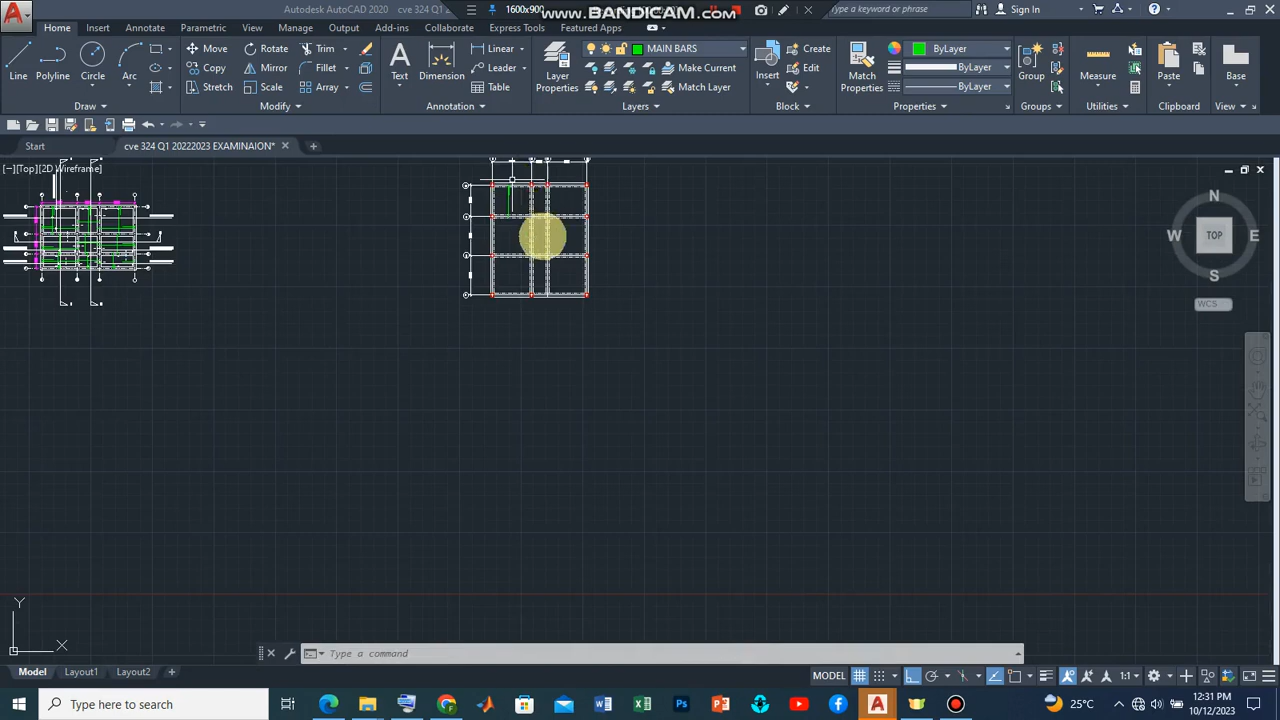 Autodesk AutoCAD 2020 cve 324 Q1
1600x900
www.BANDICAM.com
Type a keyword or phrase
Sign In
Home Insert Annotate Parametric View Manage Output Add-ins Collaborate Express Tools Featured Apps
Line Polyline Circle Arc
Move Rotate Trim
Copy Mirror Fillet
Stretch Scale Array
Text Dimension
Linear
Leader
Table
Layer Properties
MAIN BARS
Make Current
Match Layer
Insert
Create
Edit
Match Properties
ByLayer
ByLayer
ByLayer
Group
Measure
Paste
Base
Draw Modify Annotation Layers Block Properties Groups Utilities Clipboard View
Start cve 324 Q1 20222023 EXAMINAION*
[−][Top][2D Wireframe]
N
W TOP E
S
WCS
Y
X
Type a command
Model Layout1 Layout2
MODEL 1:1
Type here to search
25°C
12:31 PM
10/12/2023